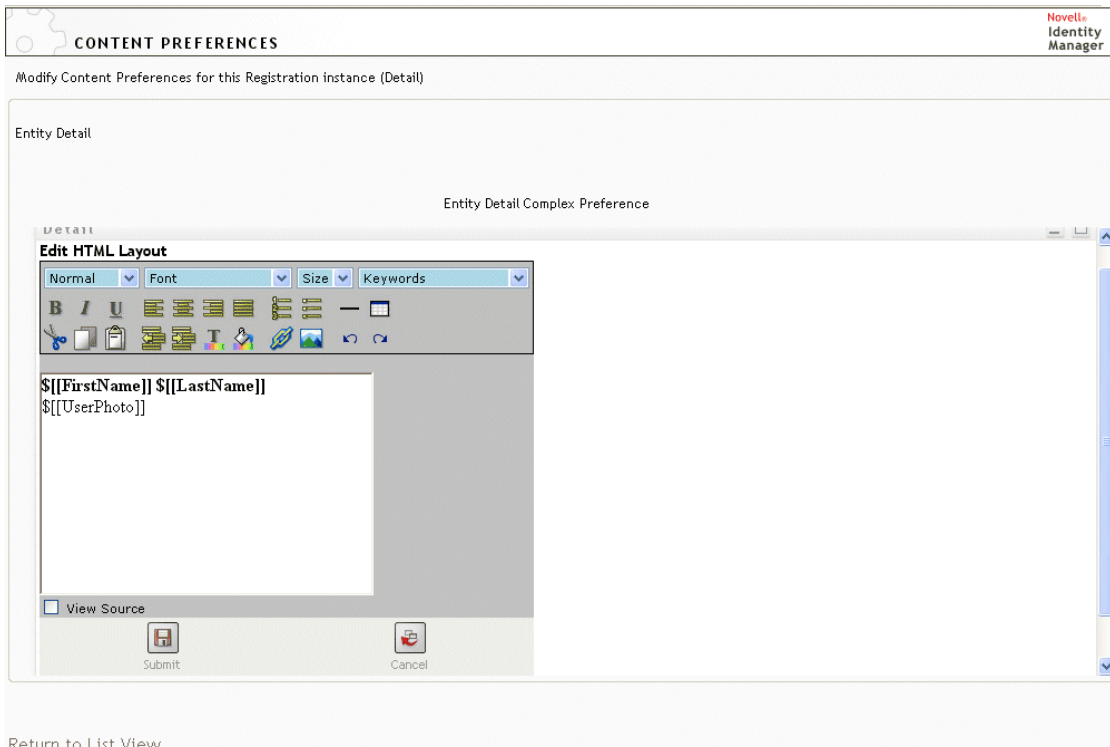 Novell®
Identity
Manager
CONTENT PREFERENCES
Modify Content Preferences for this Registration instance (Detail)
Entity Detail
Entity Detail Complex Preference
Detail
Edit HTML Layout
Normal Font Size Keywords
B I U
T
$[[FirstName]] $[[LastName]]
$[[UserPhoto]]
View Source
Submit Cancel
Return to List View